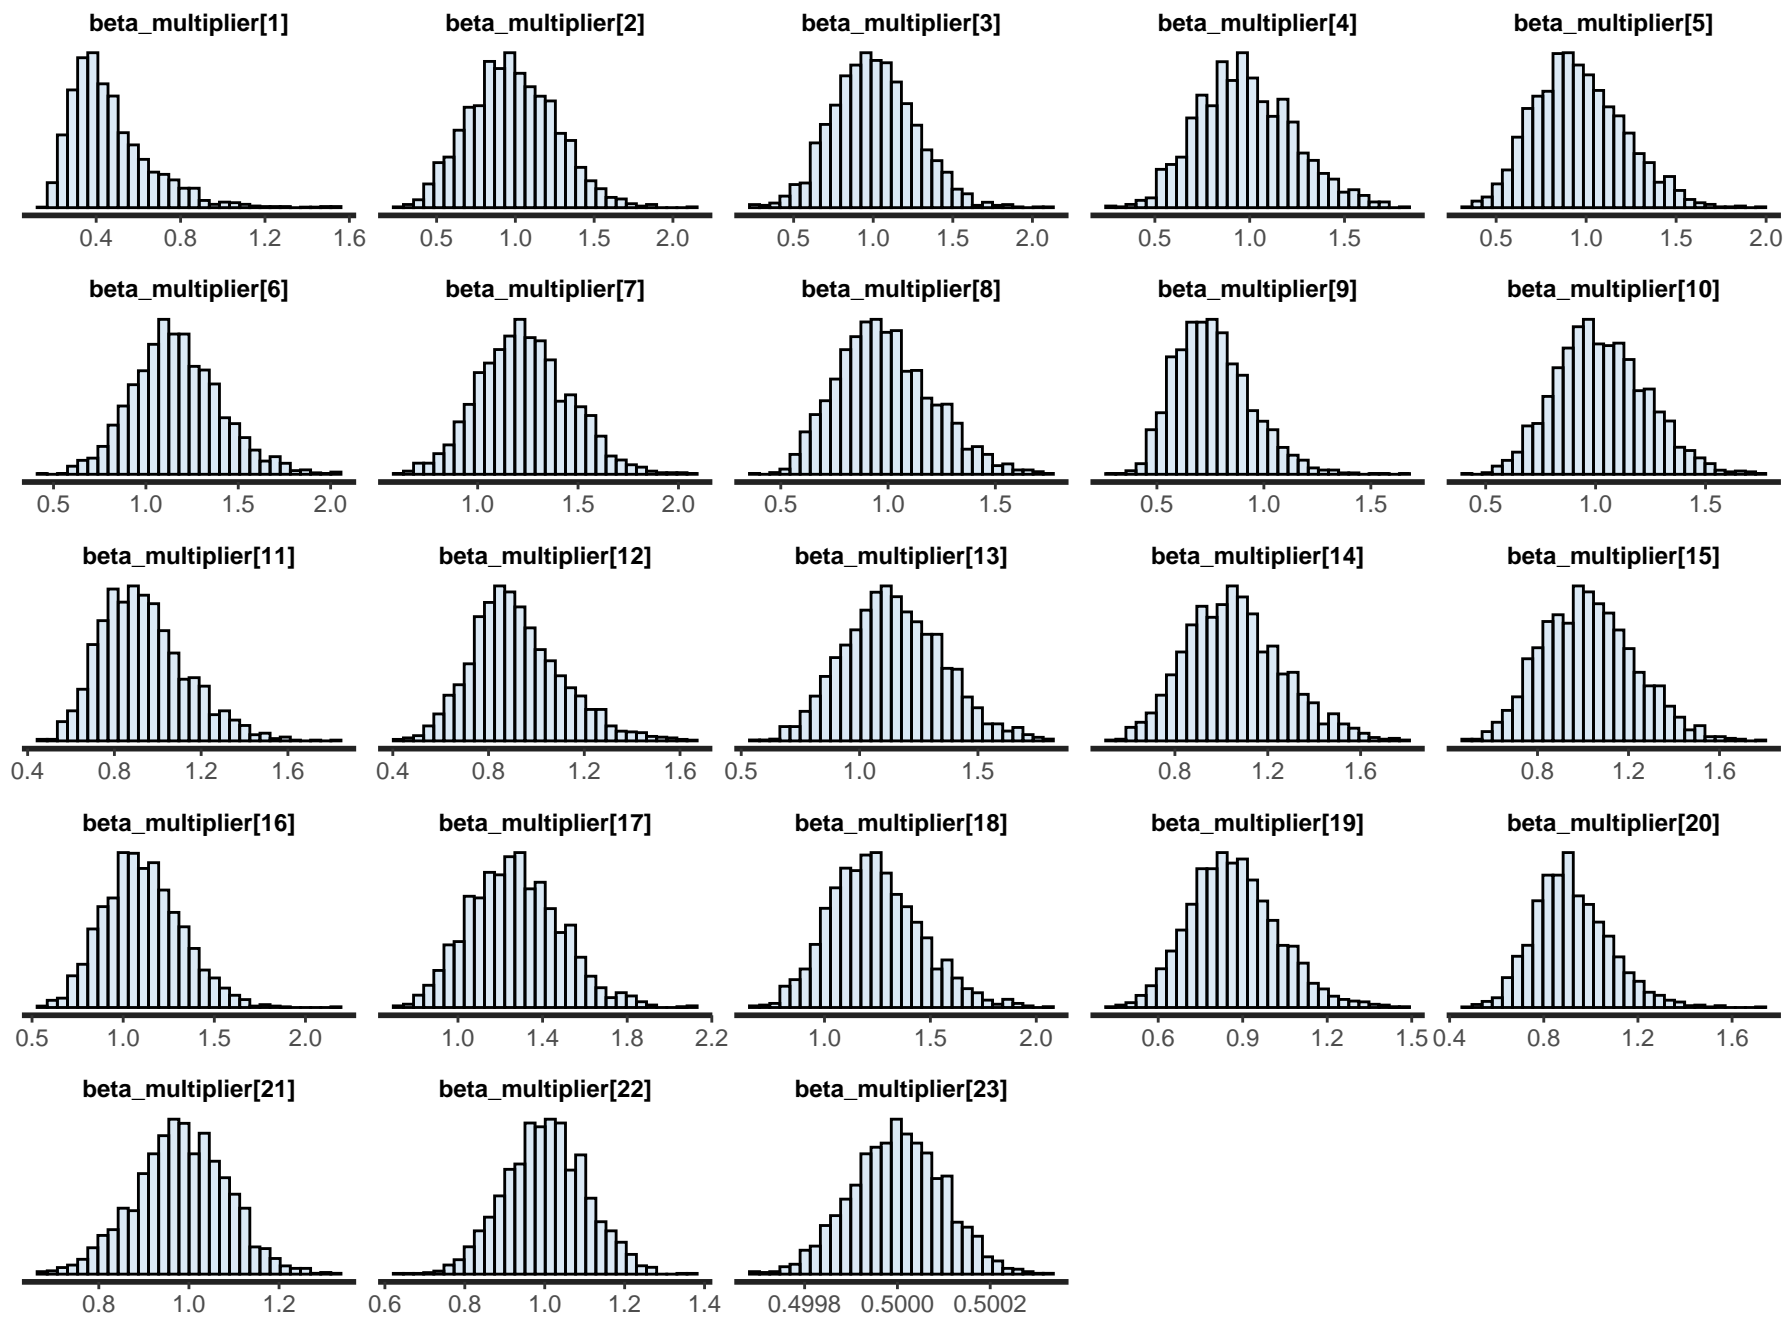 beta_multiplier[1] beta_multiplier[2] beta_multiplier[3] beta_multiplier[4] beta_multiplier[5]
0.4 0.8 1.2 1.6 0.5 1.0 1.5 2.0 0.5 1.0 1.5 2.0 0.5 1.0 1.5 0.5 1.0 1.5 2.0
beta_multiplier[6] beta_multiplier[7] beta_multiplier[8] beta_multiplier[9] beta_multiplier[10]
0.5 1.0 1.5 2.0 1.0 1.5 2.0 0.5 1.0 1.5 0.5 1.0 1.5 0.5 1.0 1.5
beta_multiplier[11] beta_multiplier[12] beta_multiplier[13] beta_multiplier[14] beta_multiplier[15]
0.4 0.8 1.2 1.6 0.4 0.8 1.2 1.6 0.5 1.0 1.5 0.8 1.2 1.6 0.8 1.2 1.6
beta_multiplier[16] beta_multiplier[17] beta_multiplier[18] beta_multiplier[19] beta_multiplier[20]
0.5 1.0 1.5 2.0 1.0 1.4 1.8 2.2 1.0 1.5 2.0 0.6 0.9 1.2 1.5 0.4 0.8 1.2 1.6
beta_multiplier[21] beta_multiplier[22] beta_multiplier[23]
0.8 1.0 1.2 0.6 0.8 1.0 1.2 1.4 0.4998 0.5000 0.5002